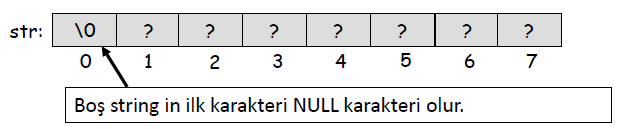 str: \0 ? ? ? ? ? ? ?
0 1 2 3 4 5 6 7
Boş string in ilk karakteri NULL karakteri olur.